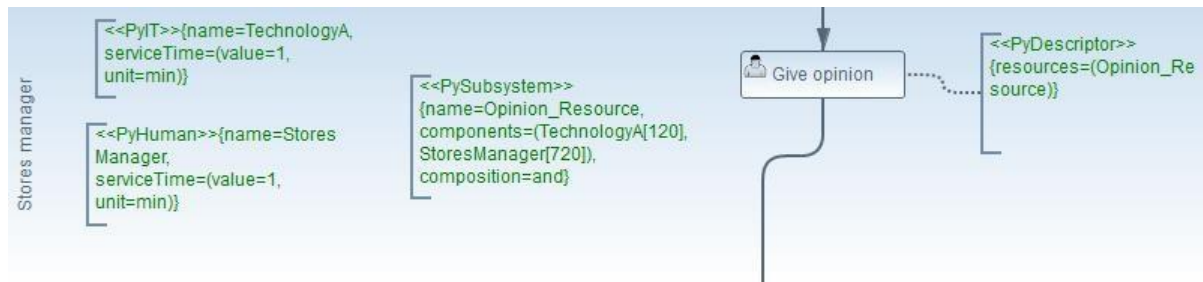 Stores manager
<<PyIT>>{name=TechnologyA,
serviceTime=(value=1,
unit=min)}
<<PyHuman>>{name=Stores
Manager,
serviceTime=(value=1,
unit=min)}
<<PySubsystem>>
{name=Opinion_Resource,
components=(TechnologyA[120],
StoresManager[720]),
composition=and}
Give opinion
<<PyDescriptor>>
{resources=(Opinion_Re
source)}